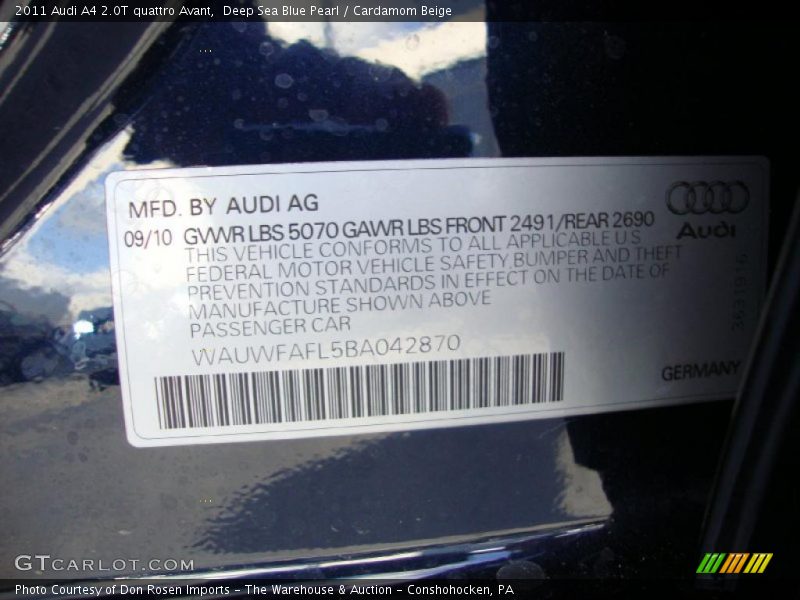 2011 Audi A4 2.0T quattro Avant, Deep Sea Blue Pearl / Cardamom Beige
MFD. BY AUDI AG
09/10 GVWR LBS 5070 GAWR LBS FRONT 2491/REAR 2690
THIS VEHICLE CONFORMS TO ALL APPLICABLE U.S
FEDERAL MOTOR VEHICLE SAFETY, BUMPER AND THEFT
PREVENTION STANDARDS IN EFFECT ON THE DATE OF
MANUFACTURE SHOWN ABOVE
PASSENGER CAR
WAUWFAFL5BA042870
Audi
GERMANY
GTCARLOT.COM
Photo Courtesy of Don Rosen Imports - The Warehouse & Auction - Conshohocken, PA